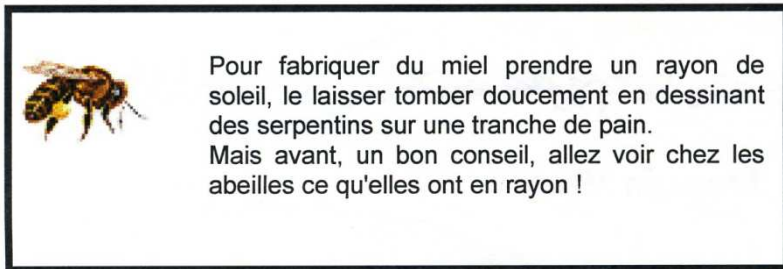 Pour fabriquer du miel prendre un rayon de
soleil, le laisser tomber doucement en dessinant
des serpentins sur une tranche de pain.
Mais avant, un bon conseil, allez voir chez les
abeilles ce qu'elles ont en rayon !